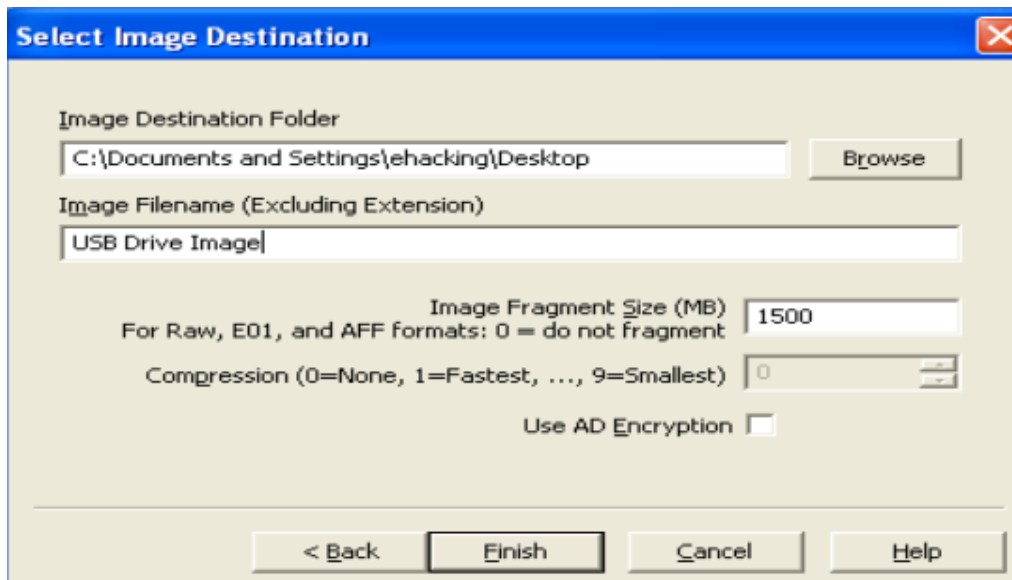 Select Image Destination
Image Destination Folder
C:\Documents and Settings\ehacking\Desktop
Browse
Image Filename (Excluding Extension)
USB Drive Image
Image Fragment Size (MB)
1500
For Raw, E01, and AFF formats: 0 = do not fragment
Compression (0=None, 1=Fastest, ..., 9=Smallest)
0
Use AD Encryption
< Back
Finish
Cancel
Help